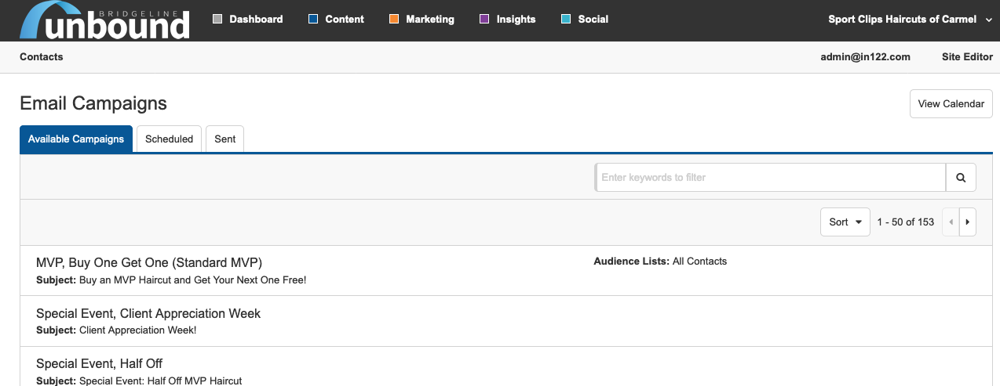 BRIDGELINE
unbound
Dashboard Content Marketing Insights Social Sport Clips Haircuts of Carmel
Contacts admin@in122.com Site Editor
Email Campaigns View Calendar
Available Campaigns Scheduled Sent
Enter keywords to filter
Sort 1 - 50 of 153
MVP, Buy One Get One (Standard MVP) Audience Lists: All Contacts
Subject: Buy an MVP Haircut and Get Your Next One Free!
Special Event, Client Appreciation Week
Subject: Client Appreciation Week!
Special Event, Half Off
Subject: Special Event: Half Off MVP Haircut